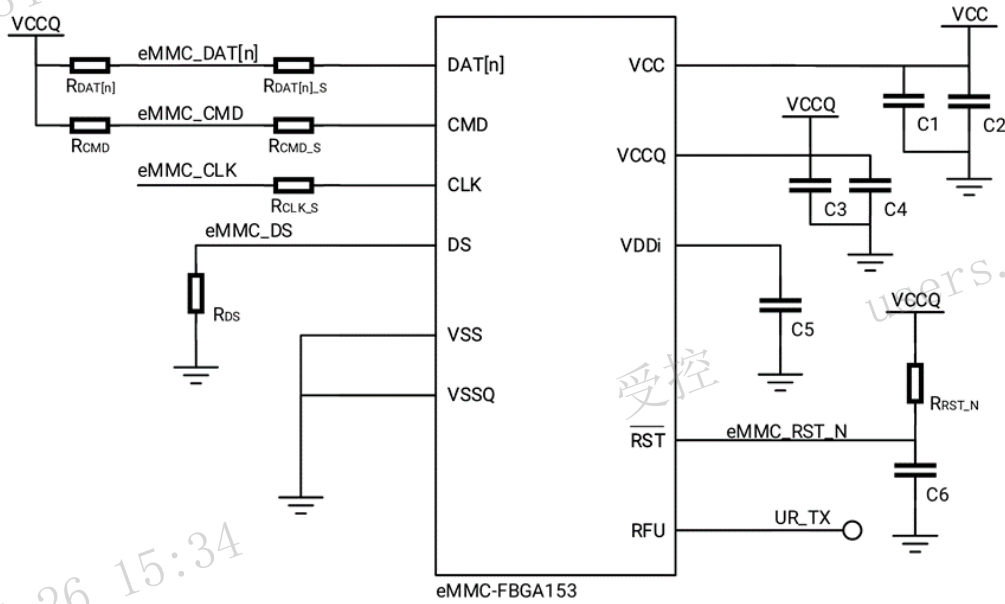 VCCQ
eMMC_DAT[n]
RDAT[n]
RDAT[n]_S
DAT[n]
eMMC_CMD
RCMD
RCMD_S
CMD
eMMC_CLK
RCLK_S
CLK
eMMC_DS
DS
RDS
VSS
VSSQ
VCC
VCC
C1
C2
VCCQ
VCCQ
C3
C4
VDDi
C5
users.
VCCQ
受控
RRST_N
RST
eMMC_RST_N
C6
RFU
UR_TX
26 15:34
eMMC-FBGA153